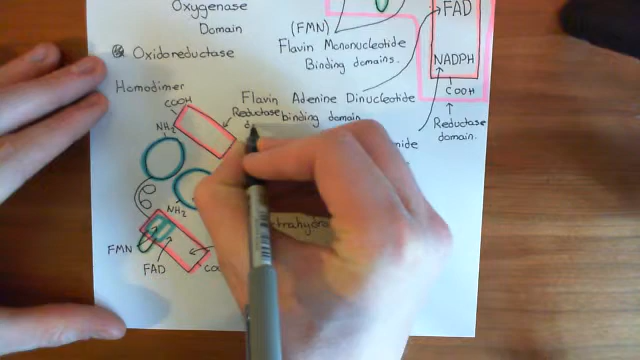 Oxygenase
Domain
Oxidoreductase
(FMN)
Flavin Mononucleotide
Binding domains.
FAD
NADPH
COOH
Reductase
domain.
Homodimer
COOH
NH2
Flavin Adenine Dinucleotide
binding domain
Reductase
NH2
FMN
FAD